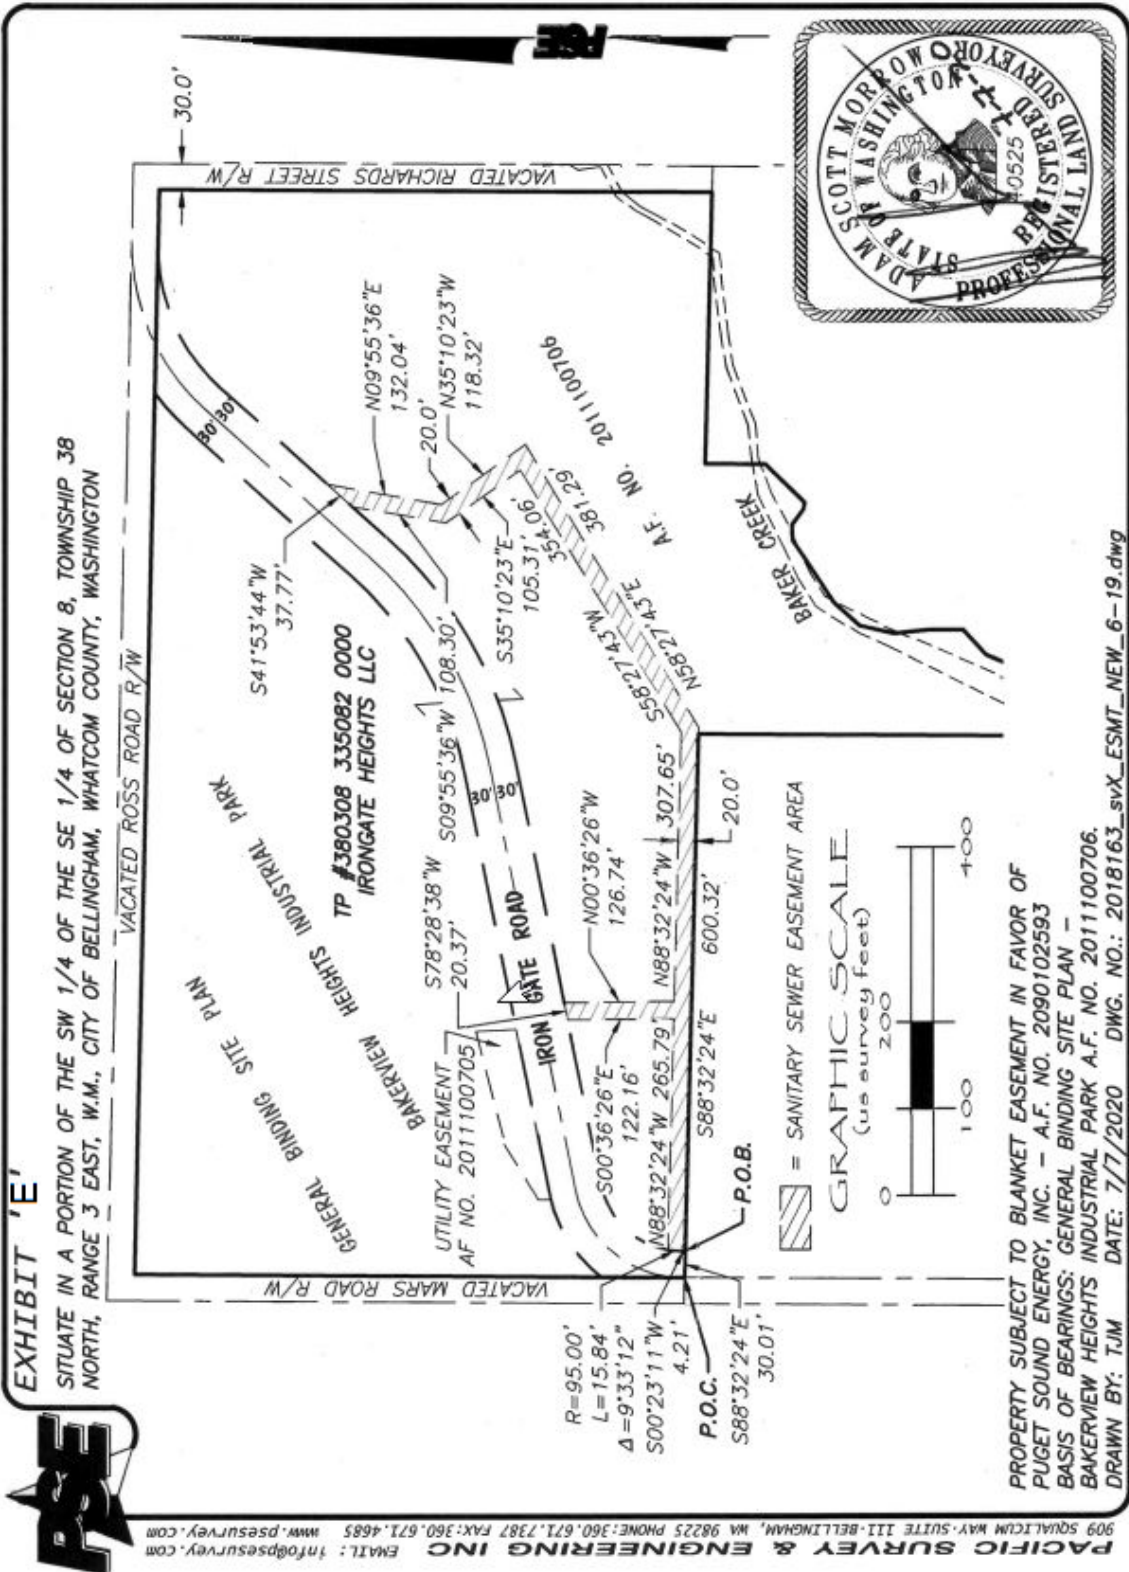 EXHIBIT 'E'
SITUATE IN A PORTION OF THE SW 1/4 OF THE SE 1/4 OF SECTION 8, TOWNSHIP 38
NORTH, RANGE 3 EAST, W.M., CITY OF BELLINGHAM, WHATCOM COUNTY, WASHINGTON
PSE
PACIFIC SURVEY & ENGINEERING INC
909 SQUALICUM WAY·SUITE 111·BELLINGHAM, WA 98225 PHONE:360.671.7387 FAX:360.671.4685
EMAIL: info@psesurvey.com
www.psesurvey.com
VACATED ROSS ROAD R/W
30.0'
VACATED RICHARDS STREET R/W
VACATED MARS ROAD R/W
PSE
GENERAL BINDING SITE PLAN
BAKERVIEW HEIGHTS INDUSTRIAL PARK
TP #380308 335082 0000
IRONGATE HEIGHTS LLC
30' 30'
S41°53'44"W
37.77'
N09°55'36"E
132.04'
20.0'
N35°10'23"W
118.32'
S35°10'23"E
105.31'
S09°55'36"W 108.30'
354.06'
381.29'
S58°27'43"W
N58°27'43"E
A.F. NO. 2011100706
BAKER CREEK
UTILITY EASEMENT
AF NO. 2011100705
S78°28'38"W
20.37'
IRON GATE ROAD
30' 30'
N00°36'26"W
126.74'
S00°36'26"E
122.16'
N88°32'24"W 265.79'
N88°32'24"W 307.65'
S88°32'24"E 600.32'
20.0'
R=95.00'
L=15.84'
Δ=9°33'12"
S00°23'11"W
4.21'
P.O.C.
S88°32'24"E
30.01'
P.O.B.
= SANITARY SEWER EASEMENT AREA
GRAPHIC SCALE
(us survey feet)
0 100 200 400
PROPERTY SUBJECT TO BLANKET EASEMENT IN FAVOR OF
PUGET SOUND ENERGY, INC. - A.F. NO. 2090102593
BASIS OF BEARINGS: GENERAL BINDING SITE PLAN -
BAKERVIEW HEIGHTS INDUSTRIAL PARK A.F. NO. 2011100706.
DRAWN BY: TJM DATE: 7/7/2020 DWG. NO.: 2018163_svX_ESMT_NEW_6-19.dwg
ADAM SCOTT MORROW
STATE OF WASHINGTON
40525
REGISTERED
PROFESSIONAL LAND SURVEYOR